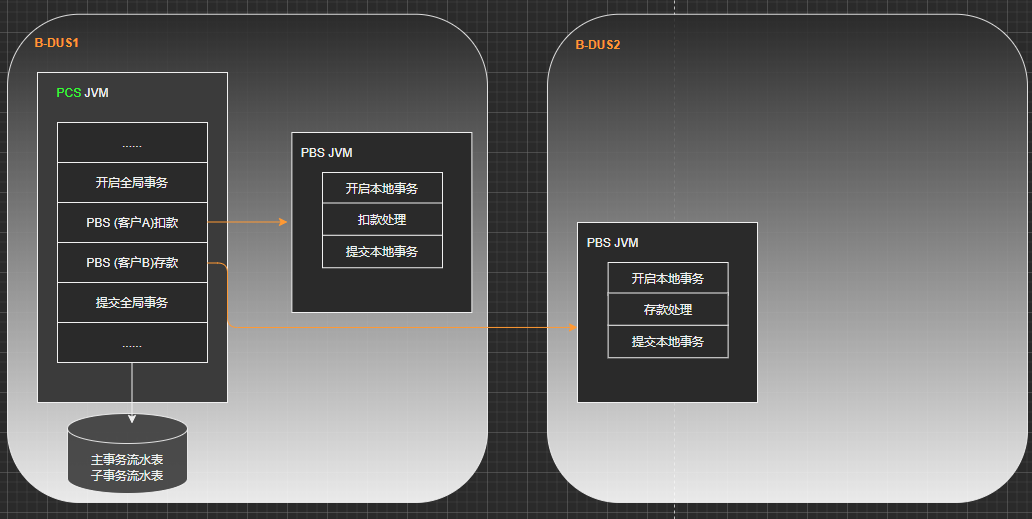 B-DUS1
PCS JVM
......
开启全局事务
PBS (客户A)扣款
PBS (客户B)存款
提交全局事务
......
主事务流水表
子事务流水表
PBS JVM
开启本地事务
扣款处理
提交本地事务
B-DUS2
PBS JVM
开启本地事务
存款处理
提交本地事务